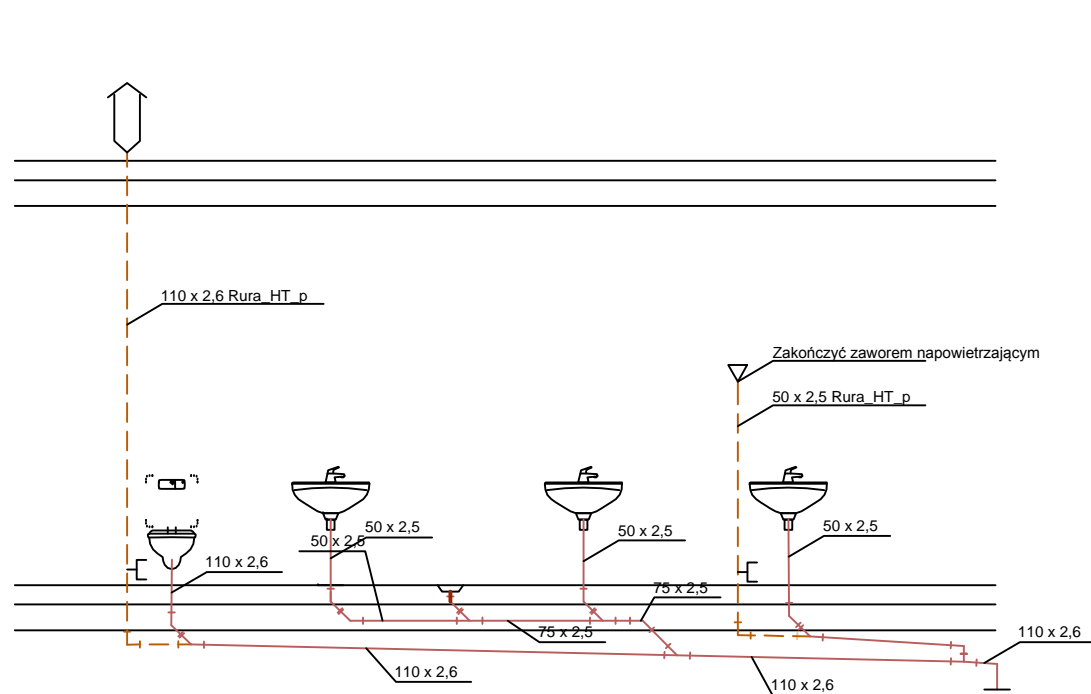 110 x 2,6 Rura_HT_p
Zakończyć zaworem napowietrzającym
50 x 2,5 Rura_HT_p
50 x 2,5
50 x 2,5
50 x 2,5
50 x 2,5
110 x 2,6
75 x 2,5
75 x 2,5
110 x 2,6
110 x 2,6
110 x 2,6